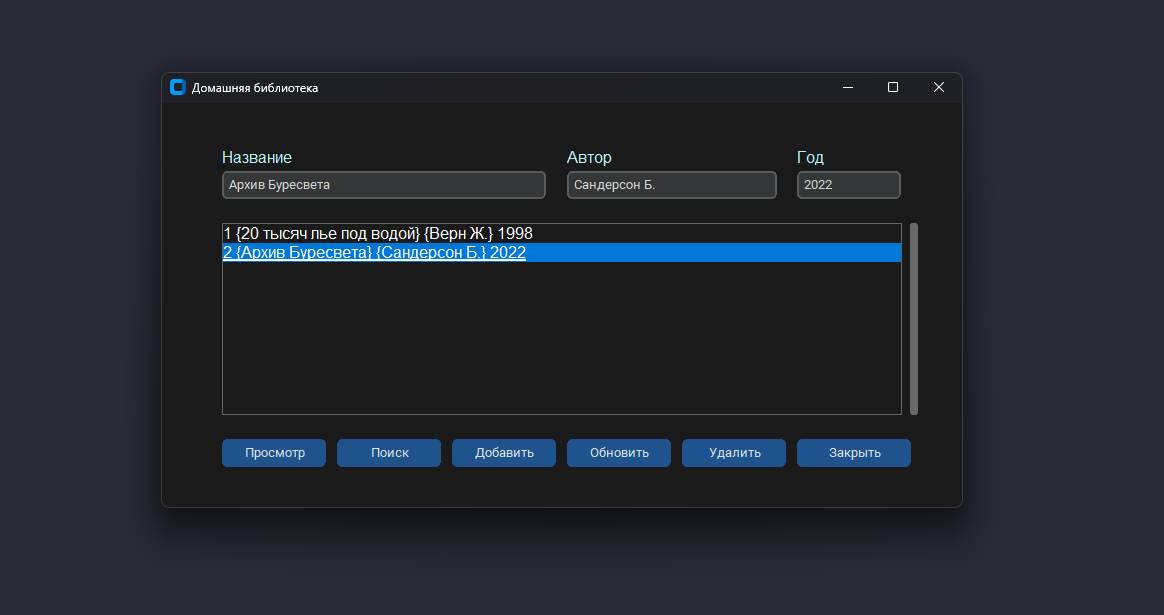 Домашняя библиотека
Название Автор Год
Архив Буресвета Сандерсон Б. 2022
1 {20 тысяч лье под водой} {Верн Ж.} 1998
2 {Архив Буресвета} {Сандерсон Б.} 2022
Просмотр Поиск Добавить Обновить Удалить Закрыть